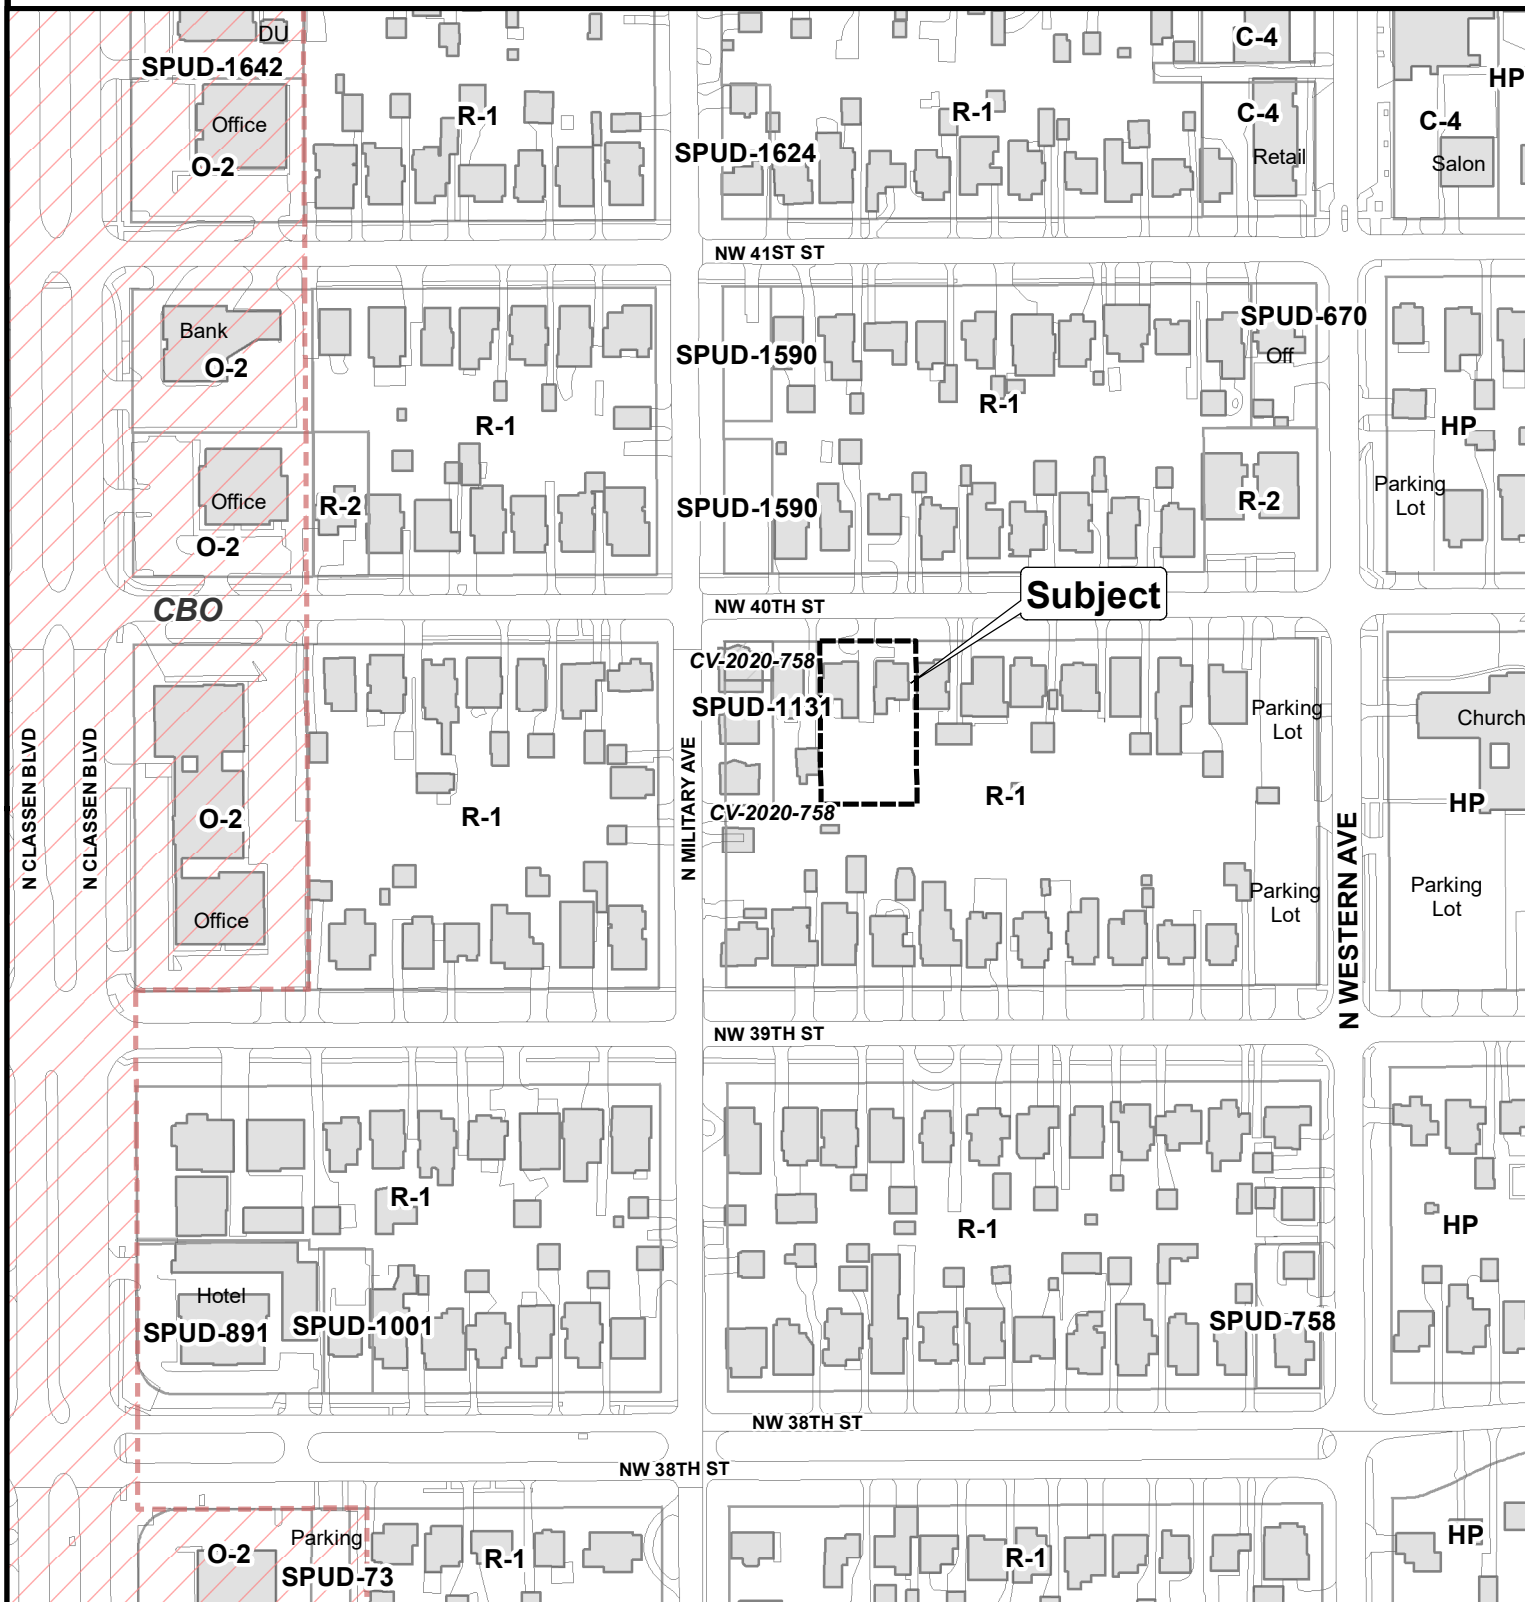 DU
SPUD-1642
C-4
HP
Office
O-2
R-1
SPUD-1624
R-1
C-4
Retail
C-4
Salon
NW 41ST ST
Bank
O-2
SPUD-1590
SPUD-670
Off
R-1
R-1
HP
Office
O-2
R-2
SPUD-1590
R-2
Parking
Lot
CBO
NW 40TH ST
Subject
CV-2020-758
SPUD-1131
Parking
Lot
Church
N CLASSEN BLVD
N CLASSEN BLVD
O-2
R-1
N MILITARY AVE
CV-2020-758
R-1
HP
N WESTERN AVE
Office
Parking
Lot
Parking
Lot
NW 39TH ST
R-1
R-1
HP
Hotel
SPUD-891
SPUD-1001
SPUD-758
NW 38TH ST
NW 38TH ST
Parking
O-2
SPUD-73
R-1
R-1
HP